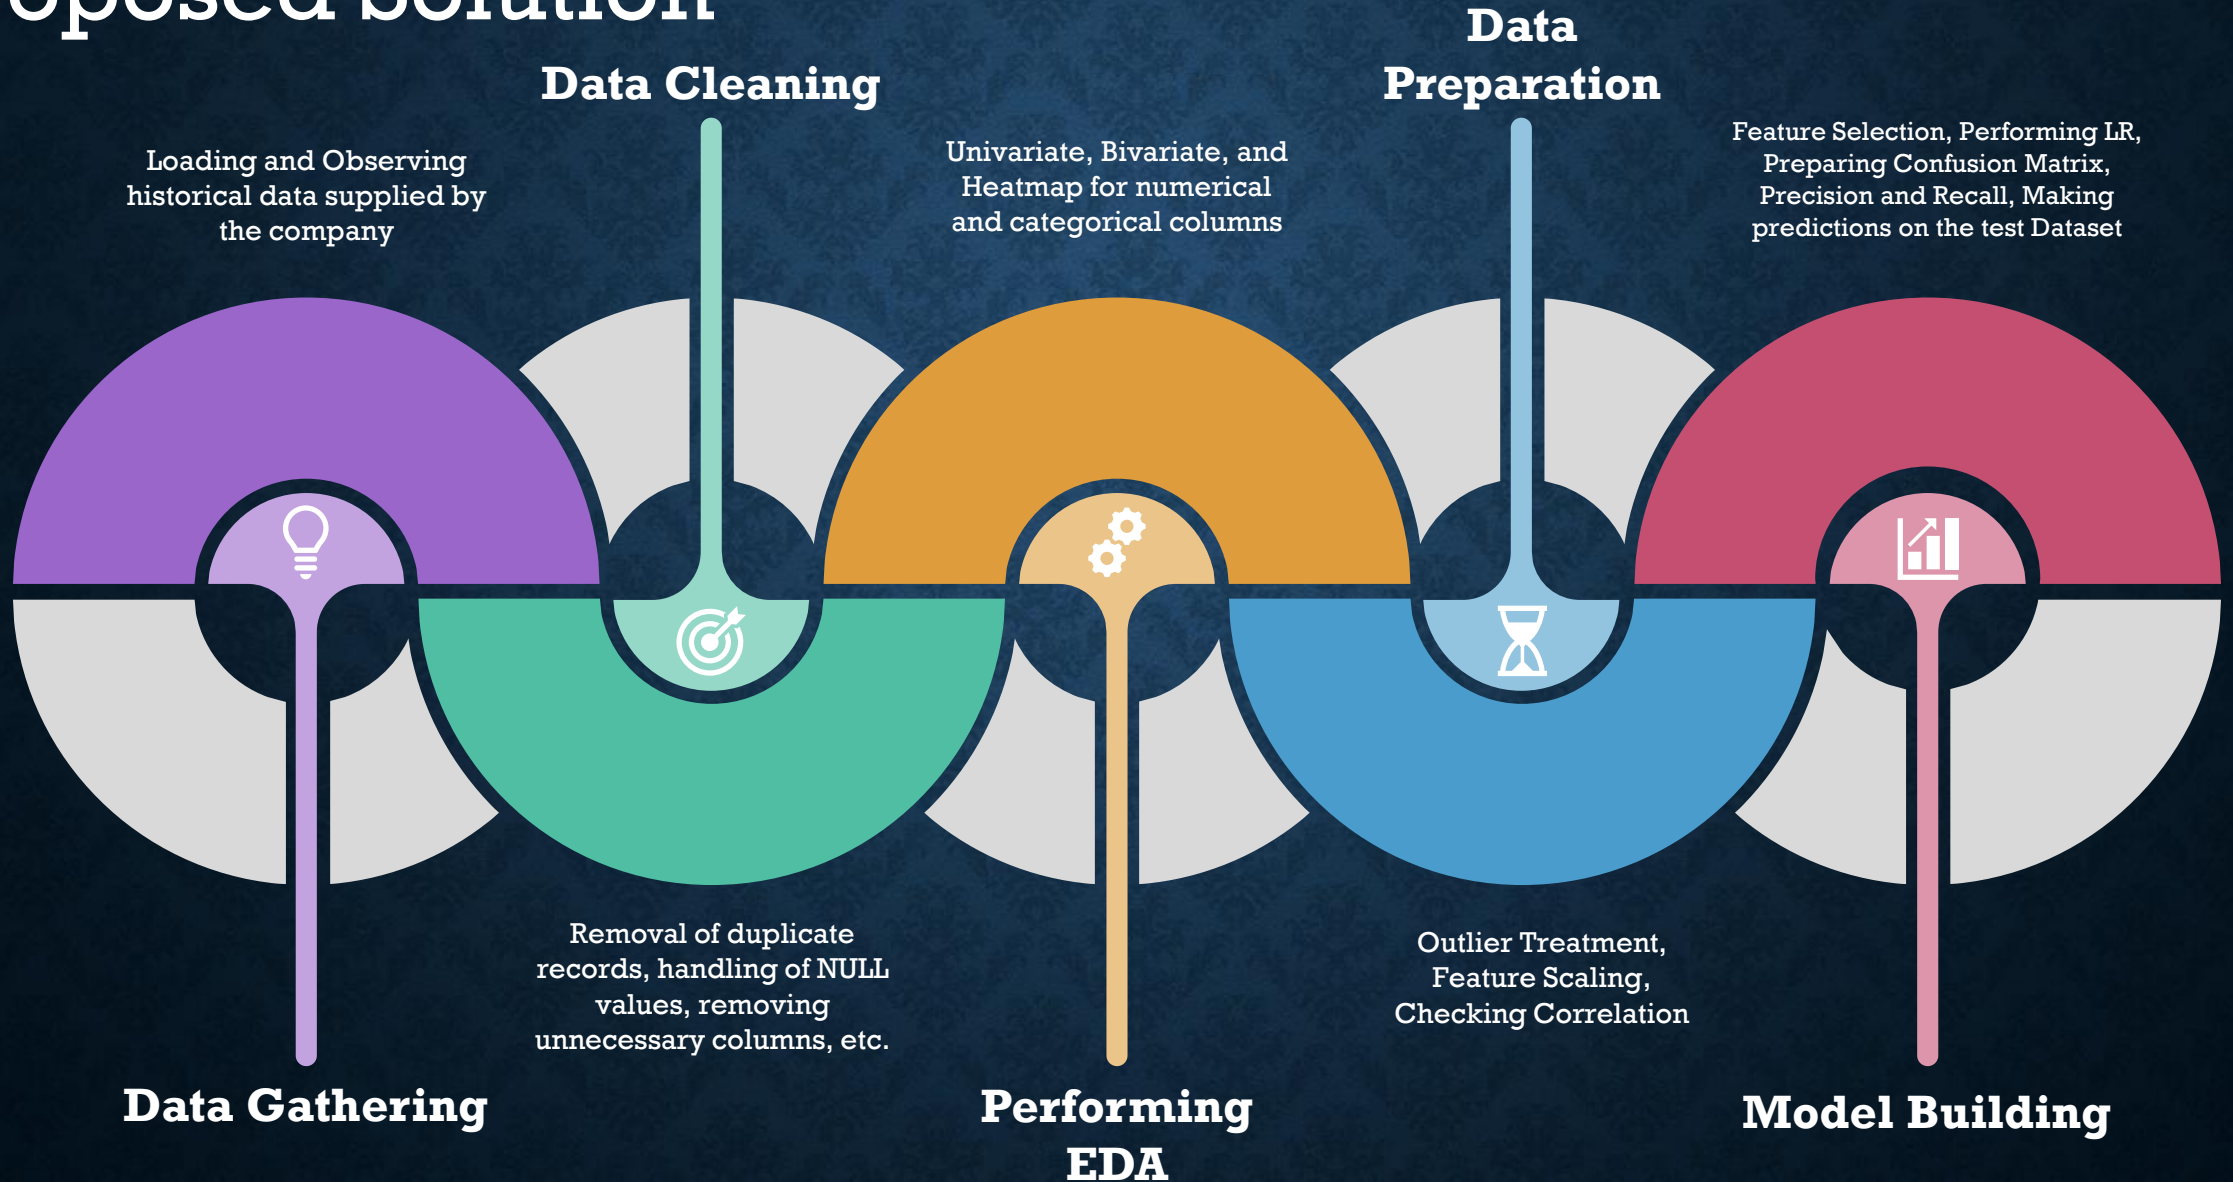 oposed Solution
Data Gathering
Loading and Observing
historical data supplied by
the company
Data Cleaning
Removal of duplicate
records, handling of NULL
values, removing
unnecessary columns, etc.
Performing
EDA
Univariate, Bivariate, and
Heatmap for numerical
and categorical columns
Data
Preparation
Outlier Treatment,
Feature Scaling,
Checking Correlation
Model Building
Feature Selection, Performing LR,
Preparing Confusion Matrix,
Precision and Recall, Making
predictions on the test Dataset